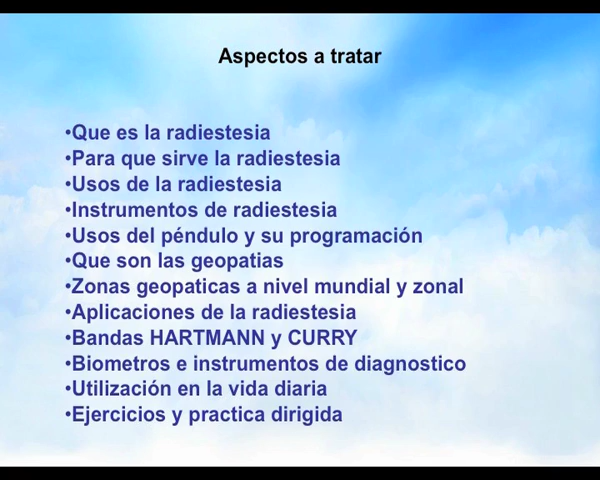 Aspectos a tratar
•Que es la radiestesia
•Para que sirve la radiestesia
•Usos de la radiestesia
•Instrumentos de radiestesia
•Usos del péndulo y su programación
•Que son las geopatias
•Zonas geopaticas a nivel mundial y zonal
•Aplicaciones de la radiestesia
•Bandas HARTMANN y CURRY
•Biometros e instrumentos de diagnostico
•Utilización en la vida diaria
•Ejercicios y practica dirigida